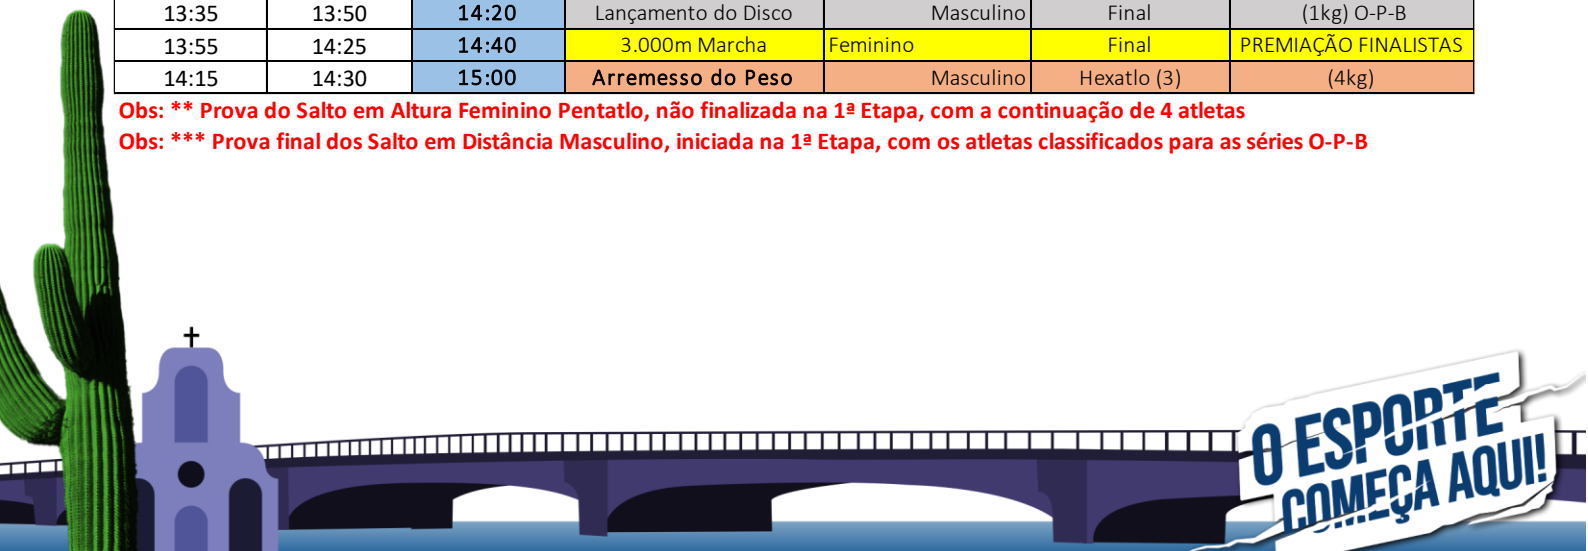 13:35 13:50 14:20 Lançamento do Disco Masculino Final (1kg) O-P-B
13:55 14:25 14:40 3.000m Marcha Feminino Final PREMIAÇÃO FINALISTAS
14:15 14:30 15:00 Arremesso do Peso Masculino Hexatlo (3) (4kg)
Obs: ** Prova do Salto em Altura Feminino Pentatlo, não finalizada na 1ª Etapa, com a continuação de 4 atletas
Obs: *** Prova final dos Salto em Distância Masculino, iniciada na 1ª Etapa, com os atletas classificados para as séries O-P-B
O ESPORTE
COMEÇA AQUI!